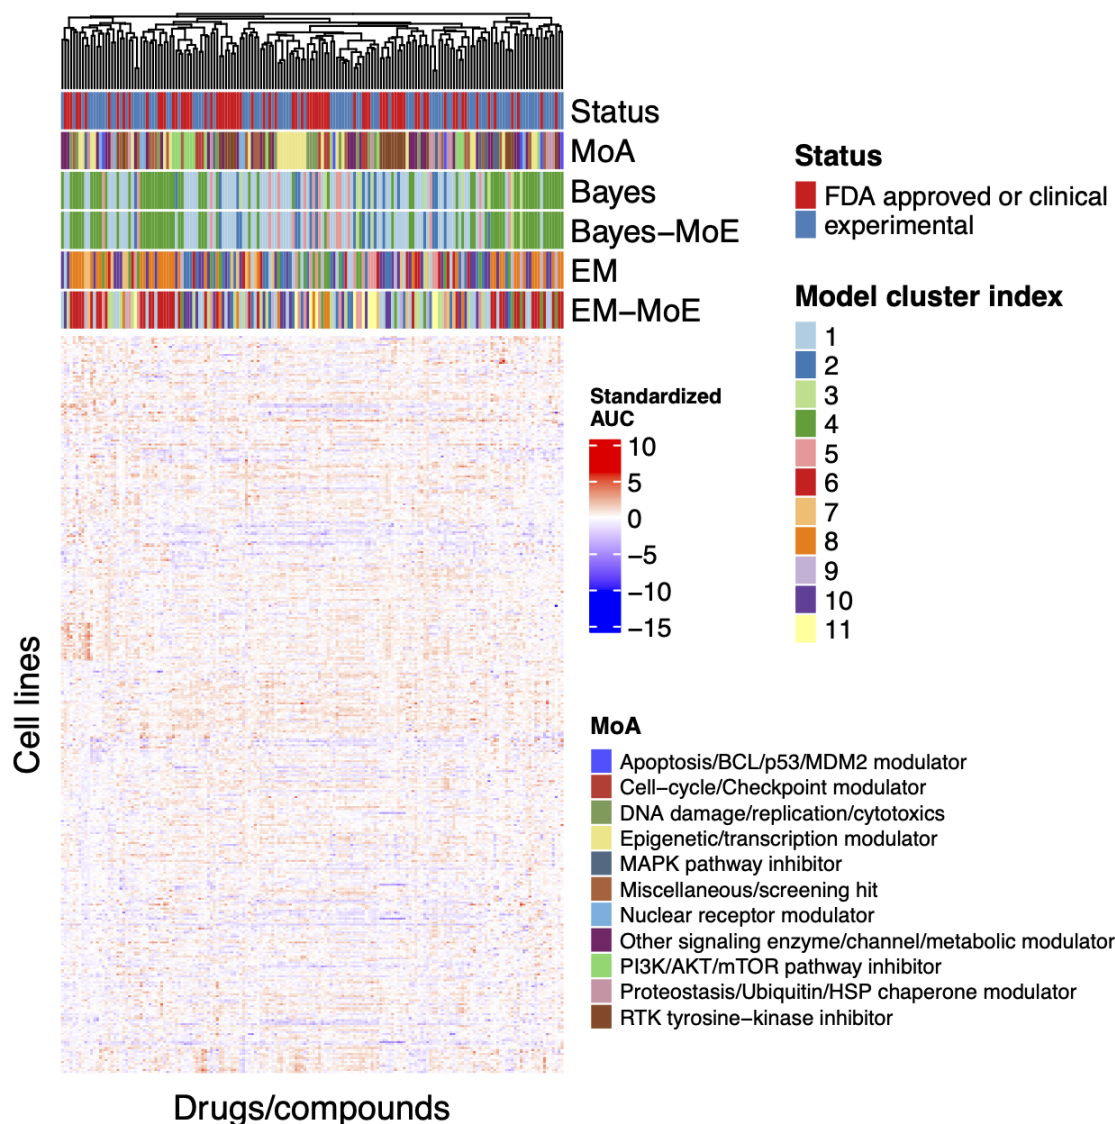 Status
MoA
Bayes
Bayes−MoE
EM
EM−MoE
Status
FDA approved or clinical
experimental
Model cluster index
1
2
3
4
5
6
7
8
9
10
11
Standardized
AUC
10
5
0
−5
−10
−15
MoA
Apoptosis/BCL/p53/MDM2 modulator
Cell−cycle/Checkpoint modulator
DNA damage/replication/cytotoxics
Epigenetic/transcription modulator
MAPK pathway inhibitor
Miscellaneous/screening hit
Nuclear receptor modulator
Other signaling enzyme/channel/metabolic modulator
PI3K/AKT/mTOR pathway inhibitor
Proteostasis/Ubiquitin/HSP chaperone modulator
RTK tyrosine−kinase inhibitor
Cell lines
Drugs/compounds